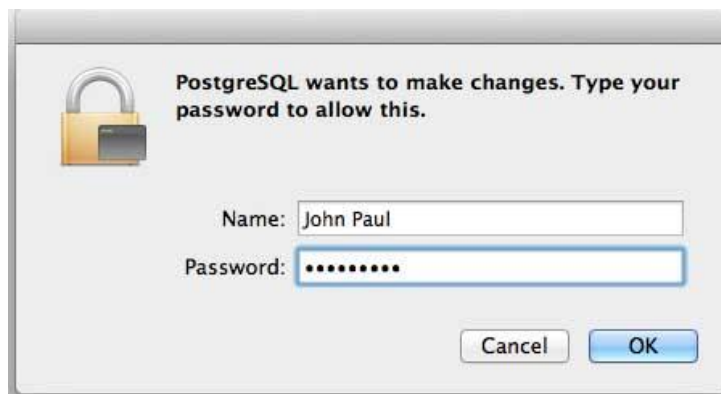 PostgreSQL wants to make changes. Type your
password to allow this.
Name: John Paul
Password: •••••••••
Cancel OK